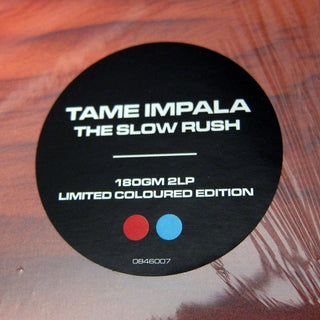 TAME IMPALA
THE SLOW RUSH
180GM 2LP
LIMITED COLOURED EDITION
0846007